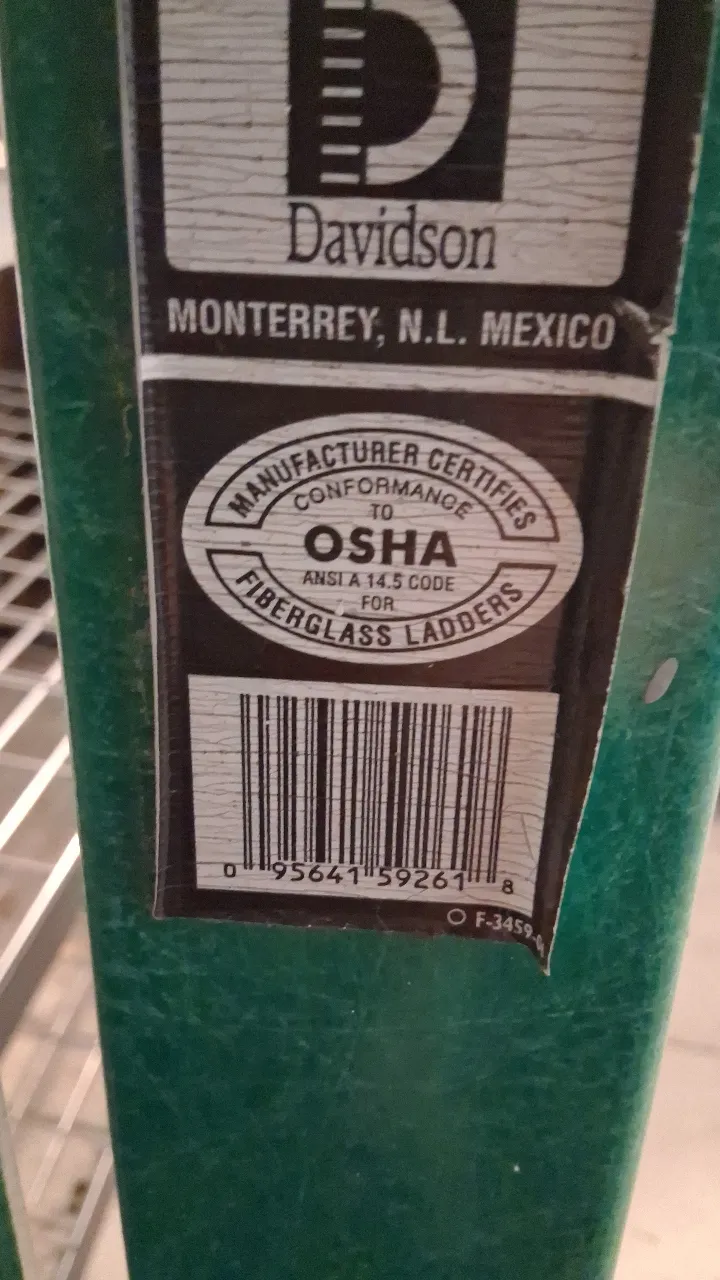 Davidson
MONTERREY, N.L. MEXICO
MANUFACTURER CERTIFIES
CONFORMANCE
TO
OSHA
ANSI A 14.5 CODE
FOR
FIBERGLASS LADDERS
0 95641 59261 8